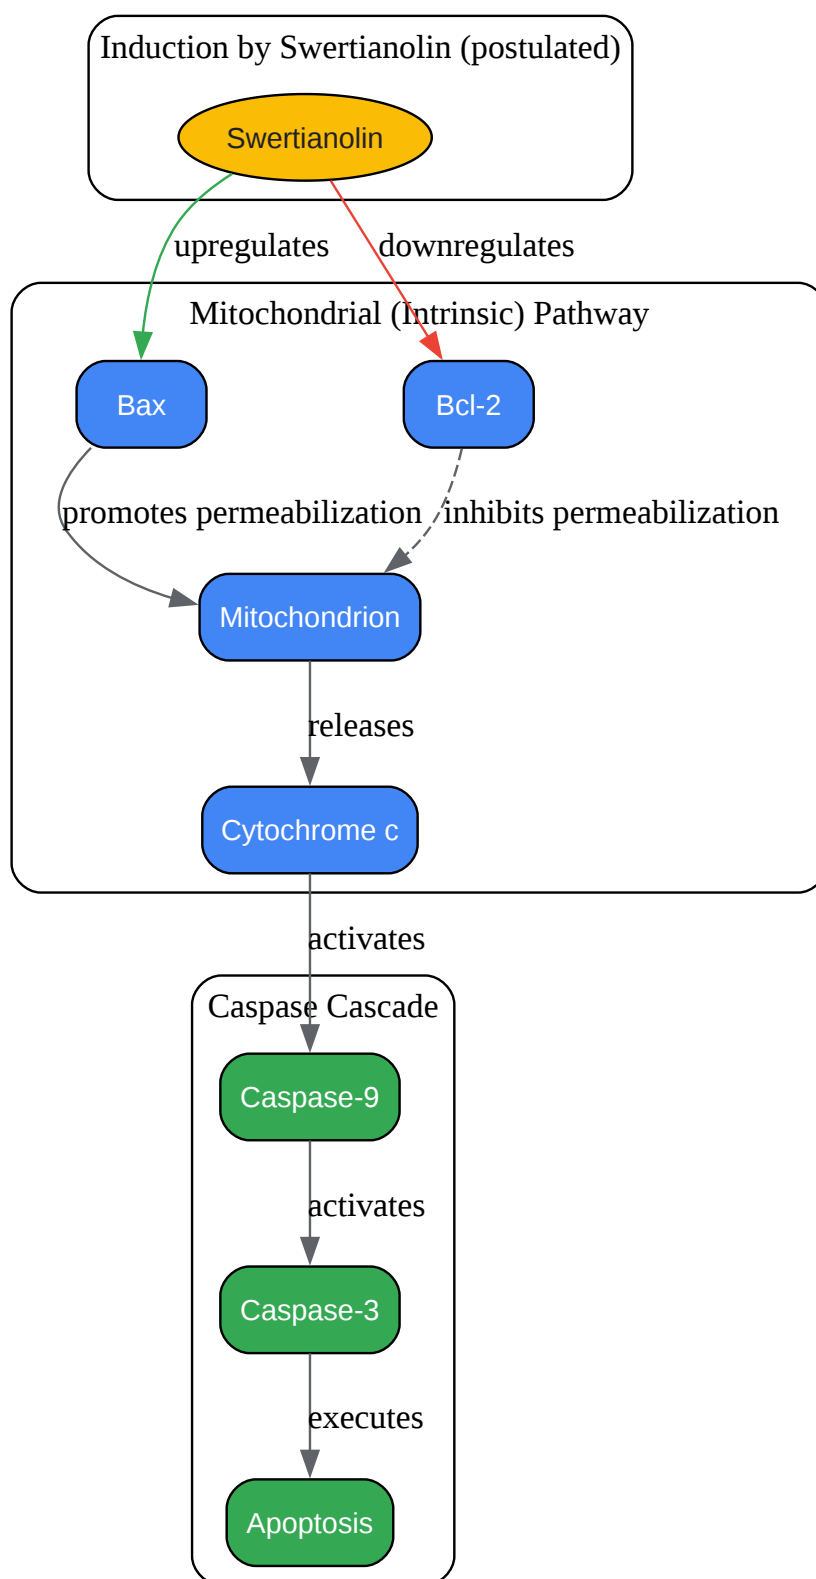 Induction by Swertianolin (postulated)
Swertianolin
upregulates
downregulates
Mitochondrial (Intrinsic) Pathway
Bax
Bcl-2
promotes permeabilization
inhibits permeabilization
Mitochondrion
releases
Cytochrome c
activates
Caspase Cascade
Caspase-9
activates
Caspase-3
executes
Apoptosis